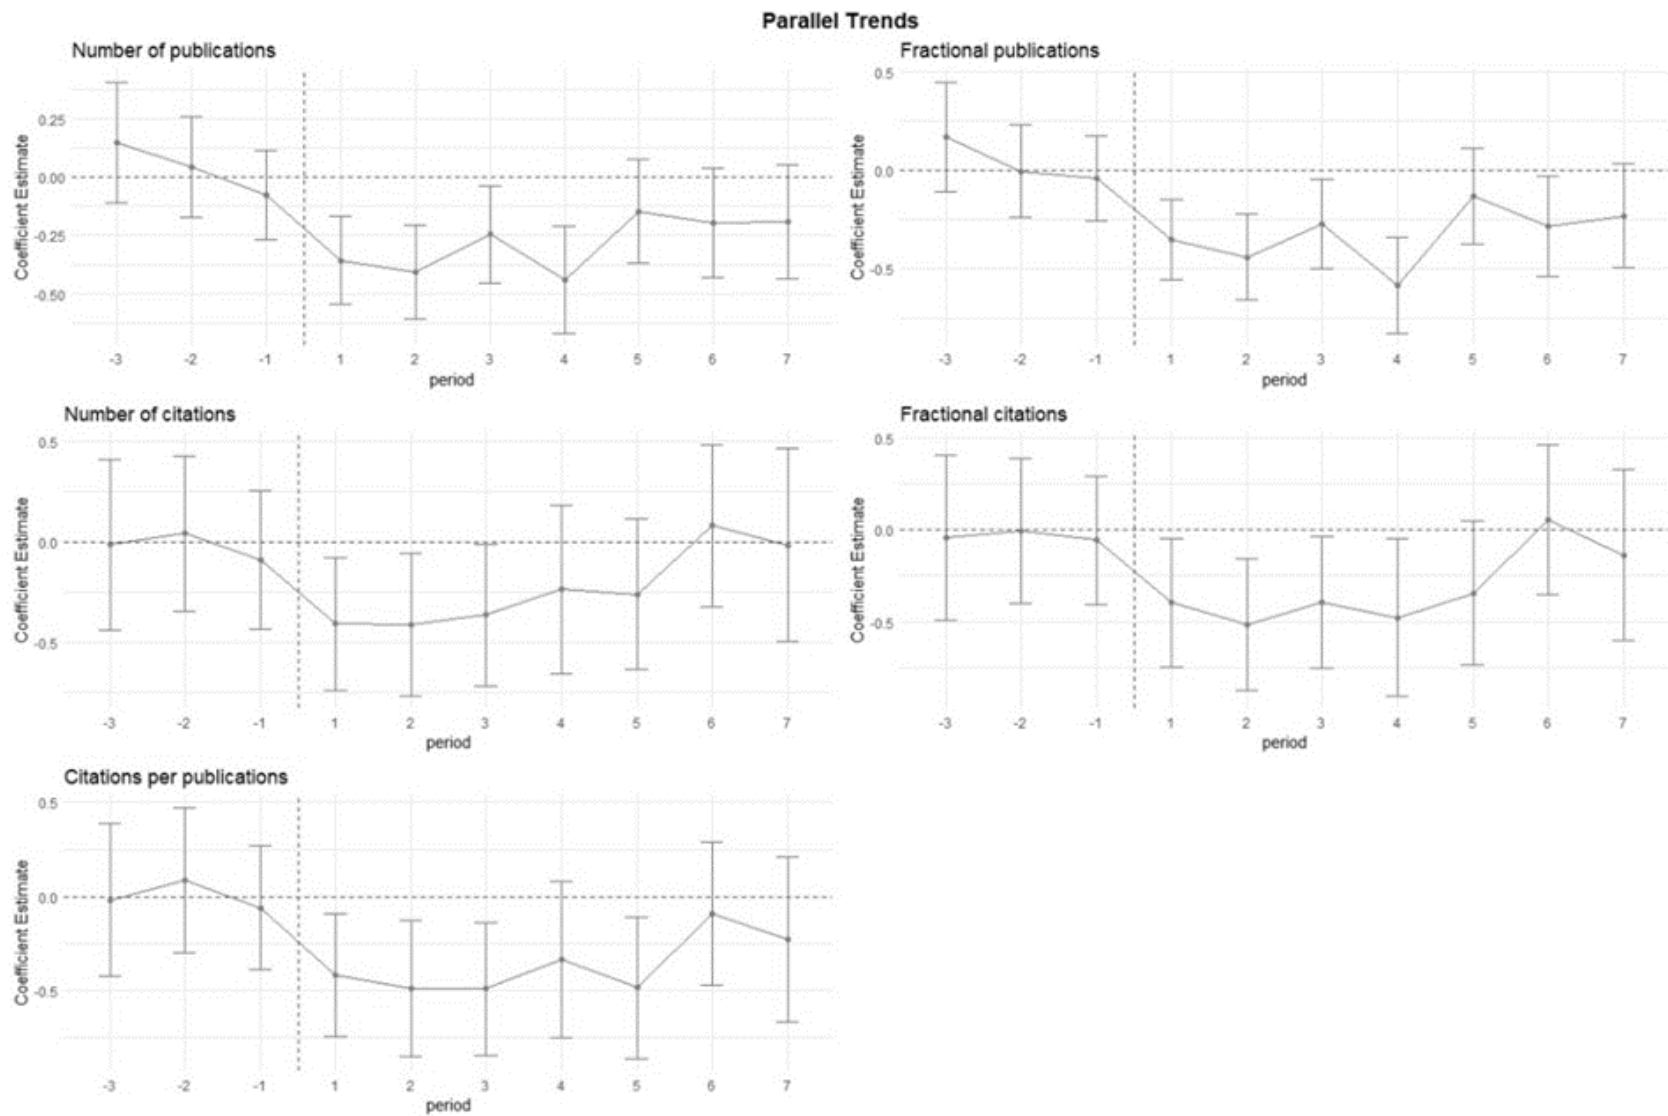 Parallel Trends
Number of publications
Coefficient Estimate
0.25
0.00
-0.25
-0.50
-3 -2 -1 1 2 3 4 5 6 7
period
Fractional publications
Coefficient Estimate
0.5
0.0
-0.5
-3 -2 -1 1 2 3 4 5 6 7
period
Number of citations
Coefficient Estimate
0.5
0.0
-0.5
-3 -2 -1 1 2 3 4 5 6 7
period
Fractional citations
Coefficient Estimate
0.5
0.0
-0.5
-3 -2 -1 1 2 3 4 5 6 7
period
Citations per publications
Coefficient Estimate
0.5
0.0
-0.5
-3 -2 -1 1 2 3 4 5 6 7
period